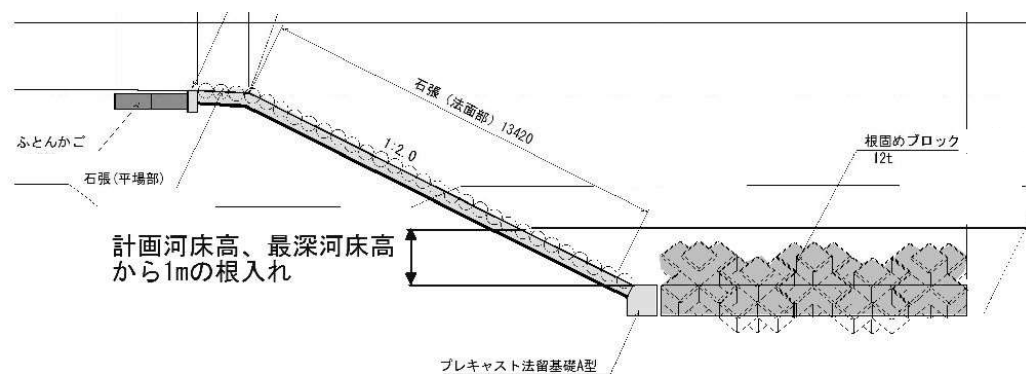 石張（法面部）13420
1:2.0
ふとんかご
石張(平場部)
根固めブロック
12t
計画河床高、最深河床高
から1mの根入れ
プレキャスト法留基礎A型